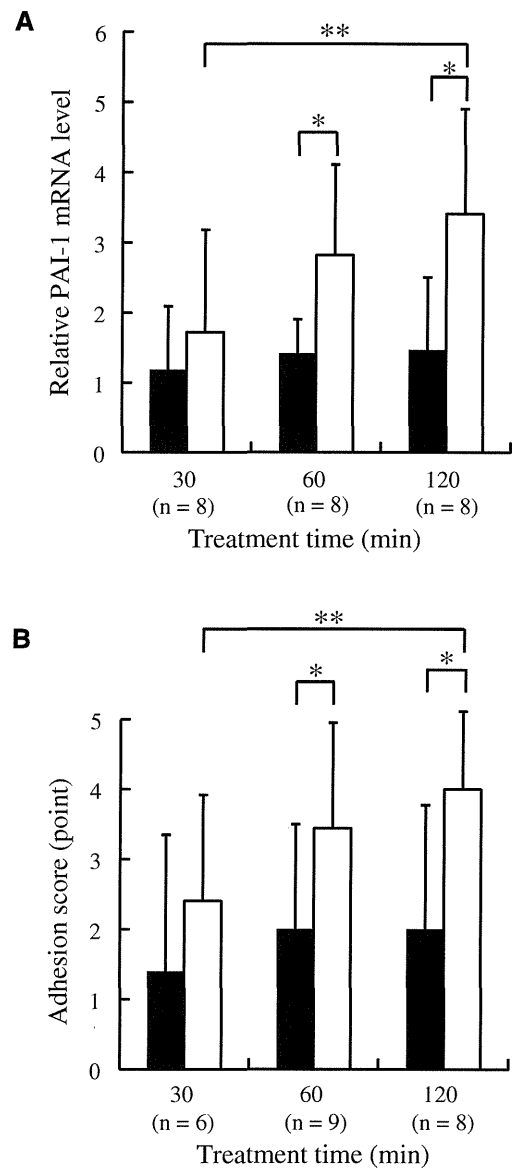 A
**
*
*
6
5
4
3
2
1
0
Relative PAI-1 mRNA level
30
60
120
(n = 8)
(n = 8)
(n = 8)
Treatment time (min)
B
**
*
*
5
4
3
2
1
0
Adhesion score (point)
30
60
120
(n = 6)
(n = 9)
(n = 8)
Treatment time (min)